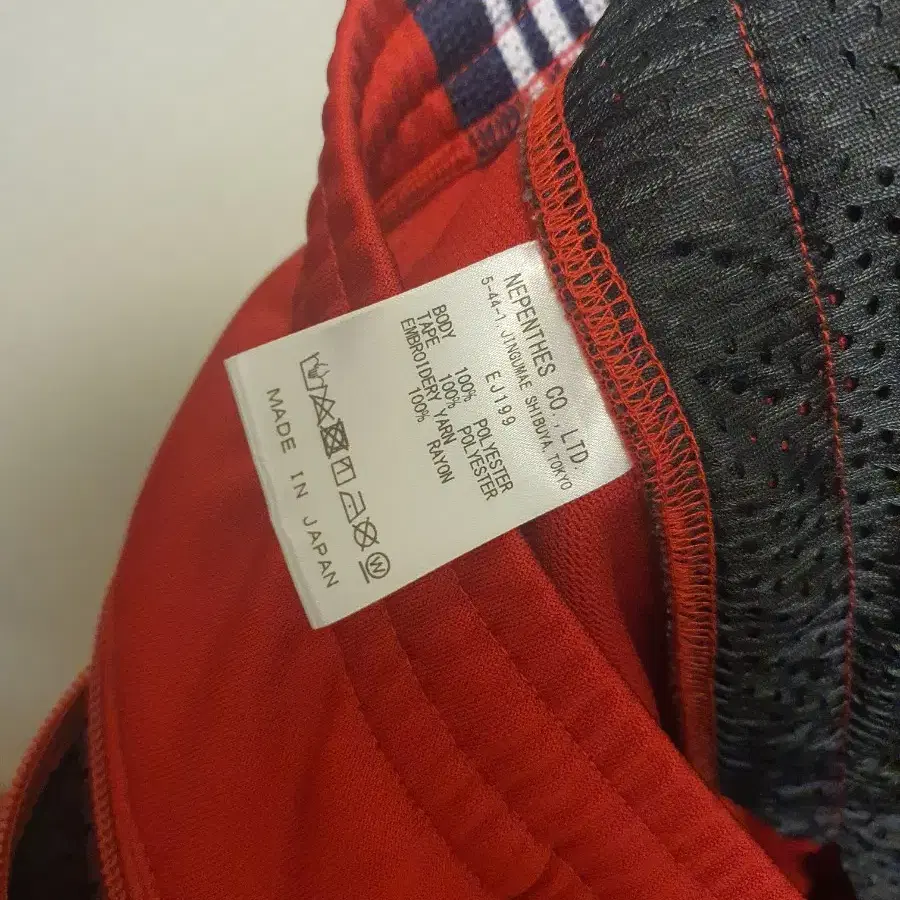 NEPENTHES CO., LTD.
5-44-1, JINGUMAE SHIBUYA, TOKYO
EJ199
BODY 100% POLYESTER
TAPE 100% POLYESTER
EMBROIDERY YARN
100% RAYON
W
MADE IN JAPAN